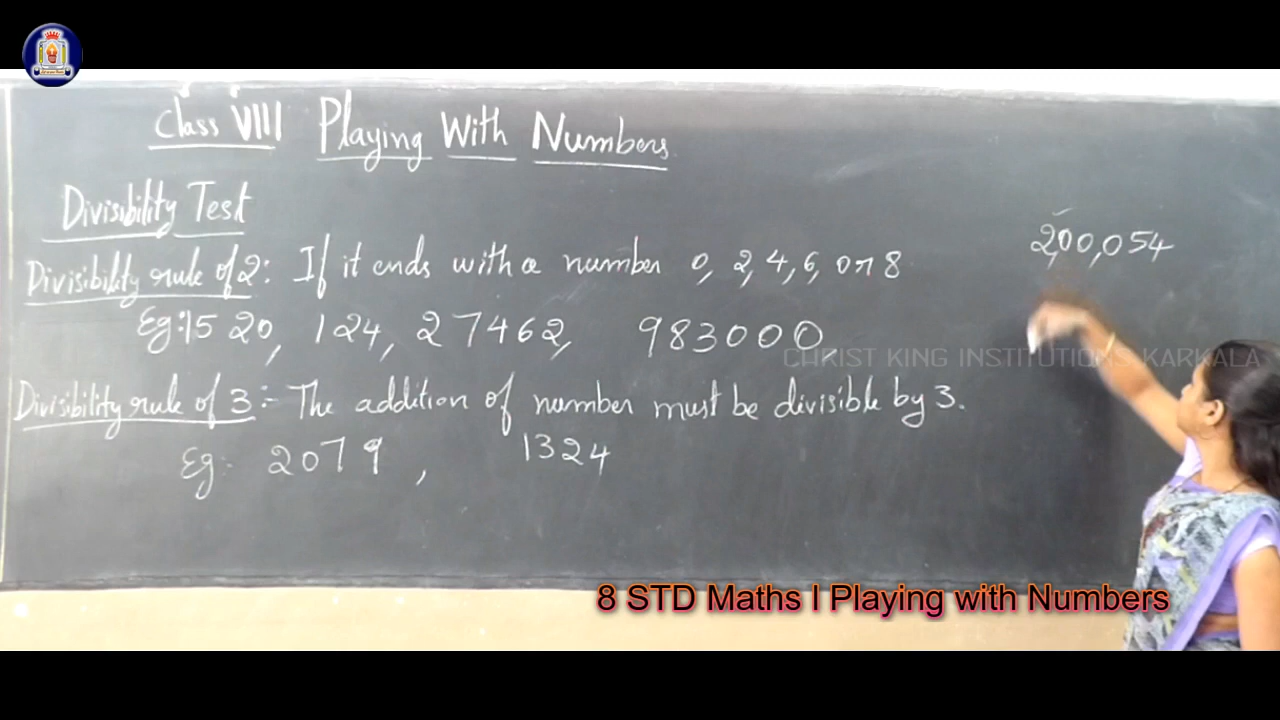 Class VIII Playing With Numbers
Divisibility Test
200,054
Divisibility rule of 2: If it ends with a number 0, 2, 4, 6, or 8
Eg: 1520, 124, 27462, 983000
CHRIST KING INSTITUTIONS KARKALA
Divisibility rule of 3:- The addition of number must be divisible by 3.
Eg: 2079, 1324
8 STD Maths I Playing with Numbers